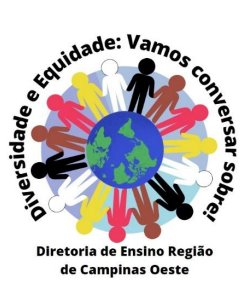 Diversidade e Equidade: Vamos conversar sobre!
Diretoria de Ensino Região
de Campinas Oeste